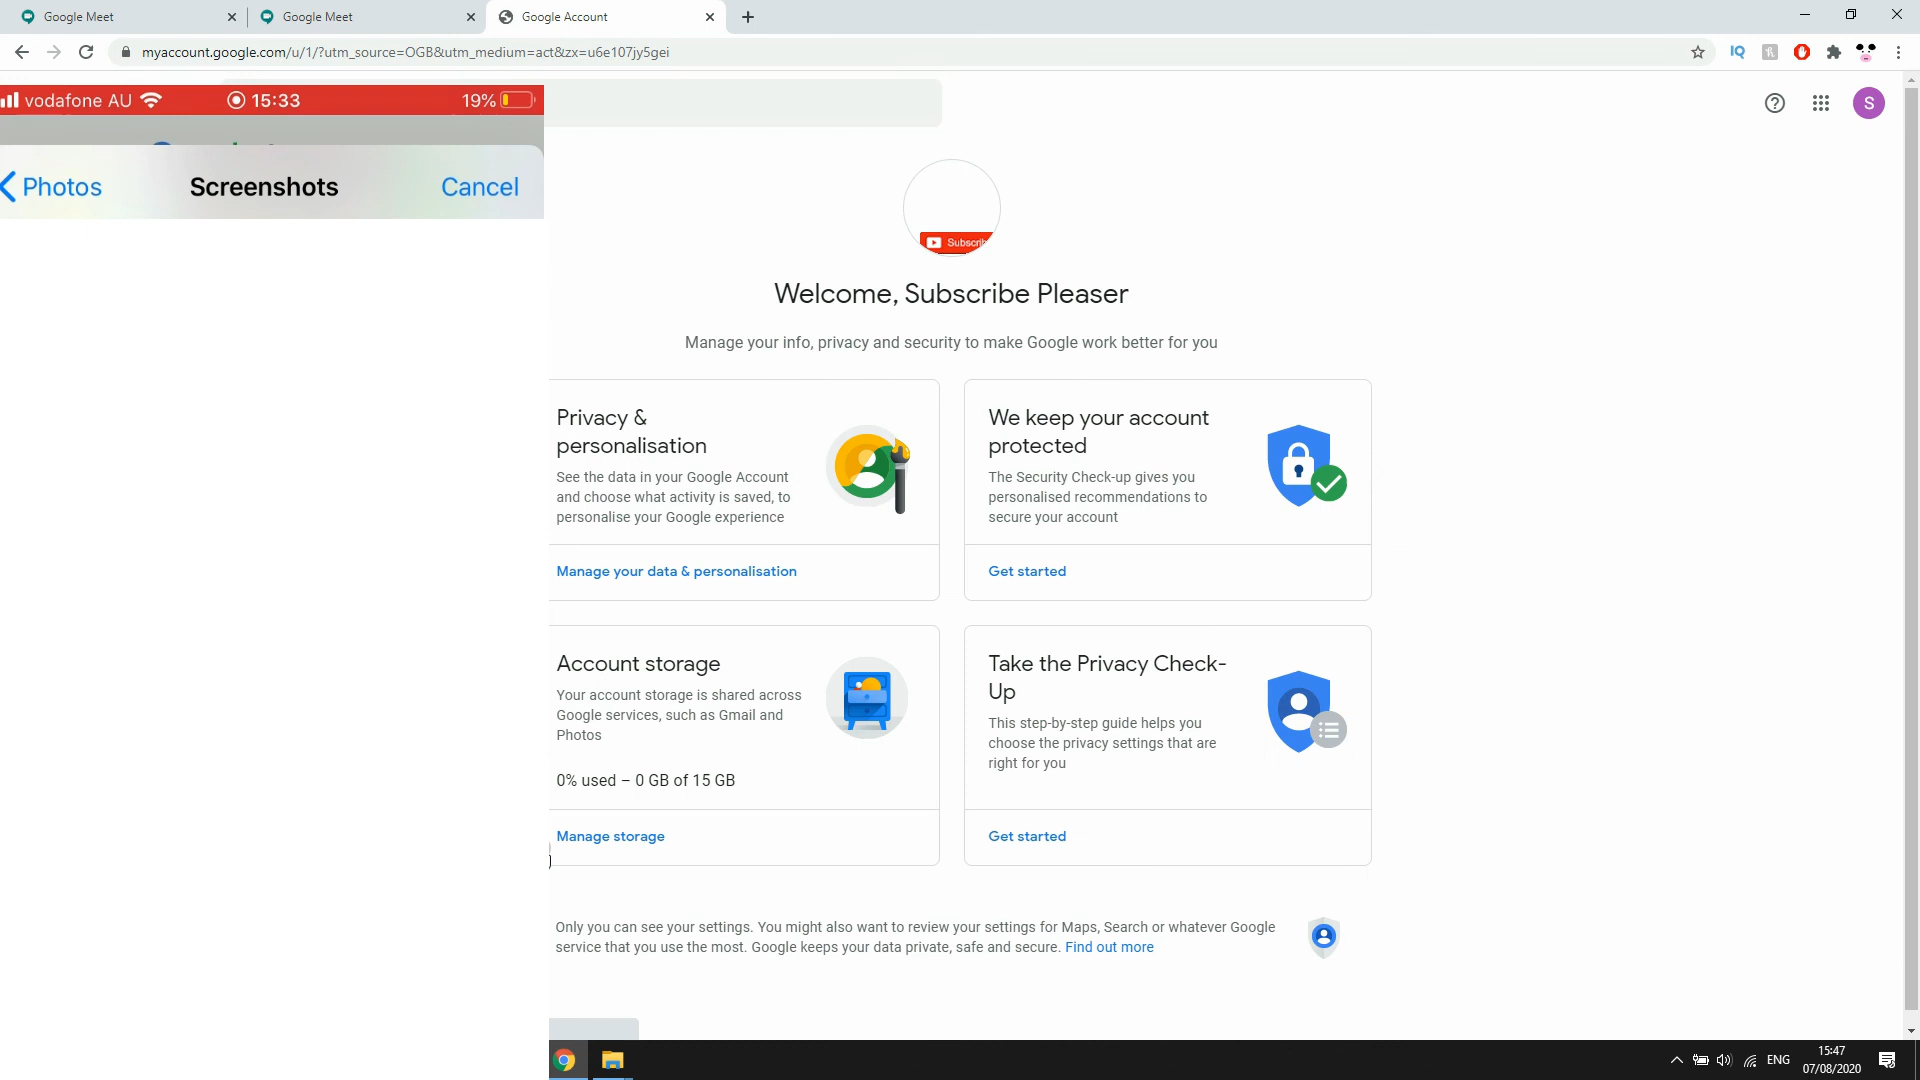 Google Meet
Google Meet
Google Account
myaccount.google.com/u/1/?utm_source=OGB&utm_medium=act&zx=u6e107jy5gei
IQ
vodafone AU
15:33
19%
Photos
Screenshots
Cancel
S
Welcome, Subscribe Pleaser
Manage your info, privacy and security to make Google work better for you
Privacy &
personalisation
See the data in your Google Account
and choose what activity is saved, to
personalise your Google experience
Manage your data & personalisation
We keep your account
protected
The Security Check-up gives you
personalised recommendations to
secure your account
Get started
Account storage
Your account storage is shared across
Google services, such as Gmail and
Photos
0% used – 0 GB of 15 GB
Manage storage
Take the Privacy Check-
Up
This step-by-step guide helps you
choose the privacy settings that are
right for you
Get started
Only you can see your settings. You might also want to review your settings for Maps, Search or whatever Google
service that you use the most. Google keeps your data private, safe and secure. Find out more
ENG
15:47
07/08/2020